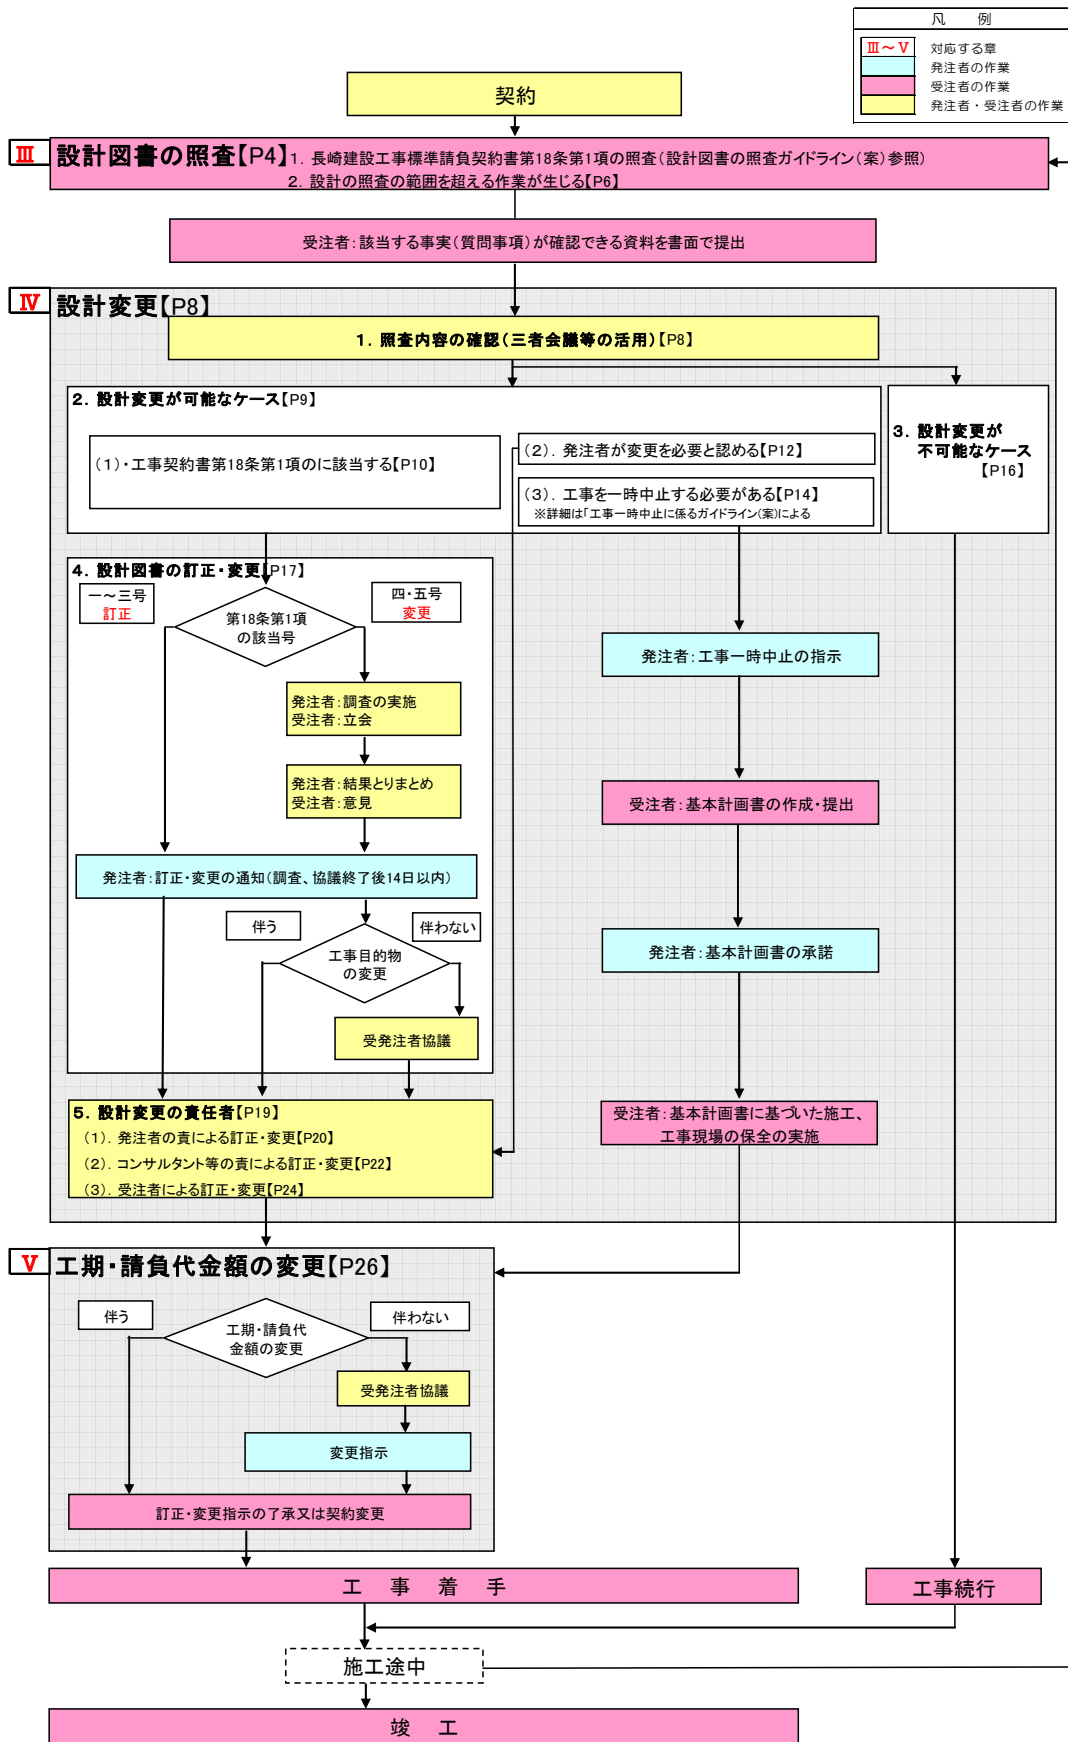 凡　例
Ⅲ～Ⅴ　対応する章
発注者の作業
受注者の作業
発注者・受注者の作業
契約
Ⅲ 設計図書の照査【P4】1．長崎建設工事標準請負契約書第18条第1項の照査（設計図書の照査ガイドライン（案）参照）
2．設計の照査の範囲を超える作業が生じる【P6】
受注者：該当する事実（質問事項）が確認できる資料を書面で提出
Ⅳ 設計変更【P8】
1．照査内容の確認（三者会議等の活用）【P8】
2．設計変更が可能なケース【P9】
（1）・工事契約書第18条第1項のに該当する【P10】
（2）．発注者が変更を必要と認める【P12】
（3）．工事を一時中止する必要がある【P14】
※詳細は「工事一時中止に係るガイドライン（案）による
3．設計変更が
不可能なケース
【P16】
4．設計図書の訂正・変更【P17】
一～三号
訂正
四・五号
変更
第18条第1項
の該当号
発注者：調査の実施
受注者：立会
発注者：結果とりまとめ
受注者：意見
発注者：訂正・変更の通知（調査、協議終了後14日以内）
伴う
伴わない
工事目的物
の変更
受発注者協議
発注者：工事一時中止の指示
受注者：基本計画書の作成・提出
発注者：基本計画書の承諾
受注者：基本計画書に基づいた施工、
工事現場の保全の実施
5．設計変更の責任者【P19】
（1）．発注者の責による訂正・変更【P20】
（2）．コンサルタント等の責による訂正・変更【P22】
（3）．受注者による訂正・変更【P24】
Ⅴ 工期・請負代金額の変更【P26】
伴う
伴わない
工期・請負代
金額の変更
受発注者協議
変更指示
訂正・変更指示の了承又は契約変更
工　事　着　手
工事続行
施工途中
竣　工